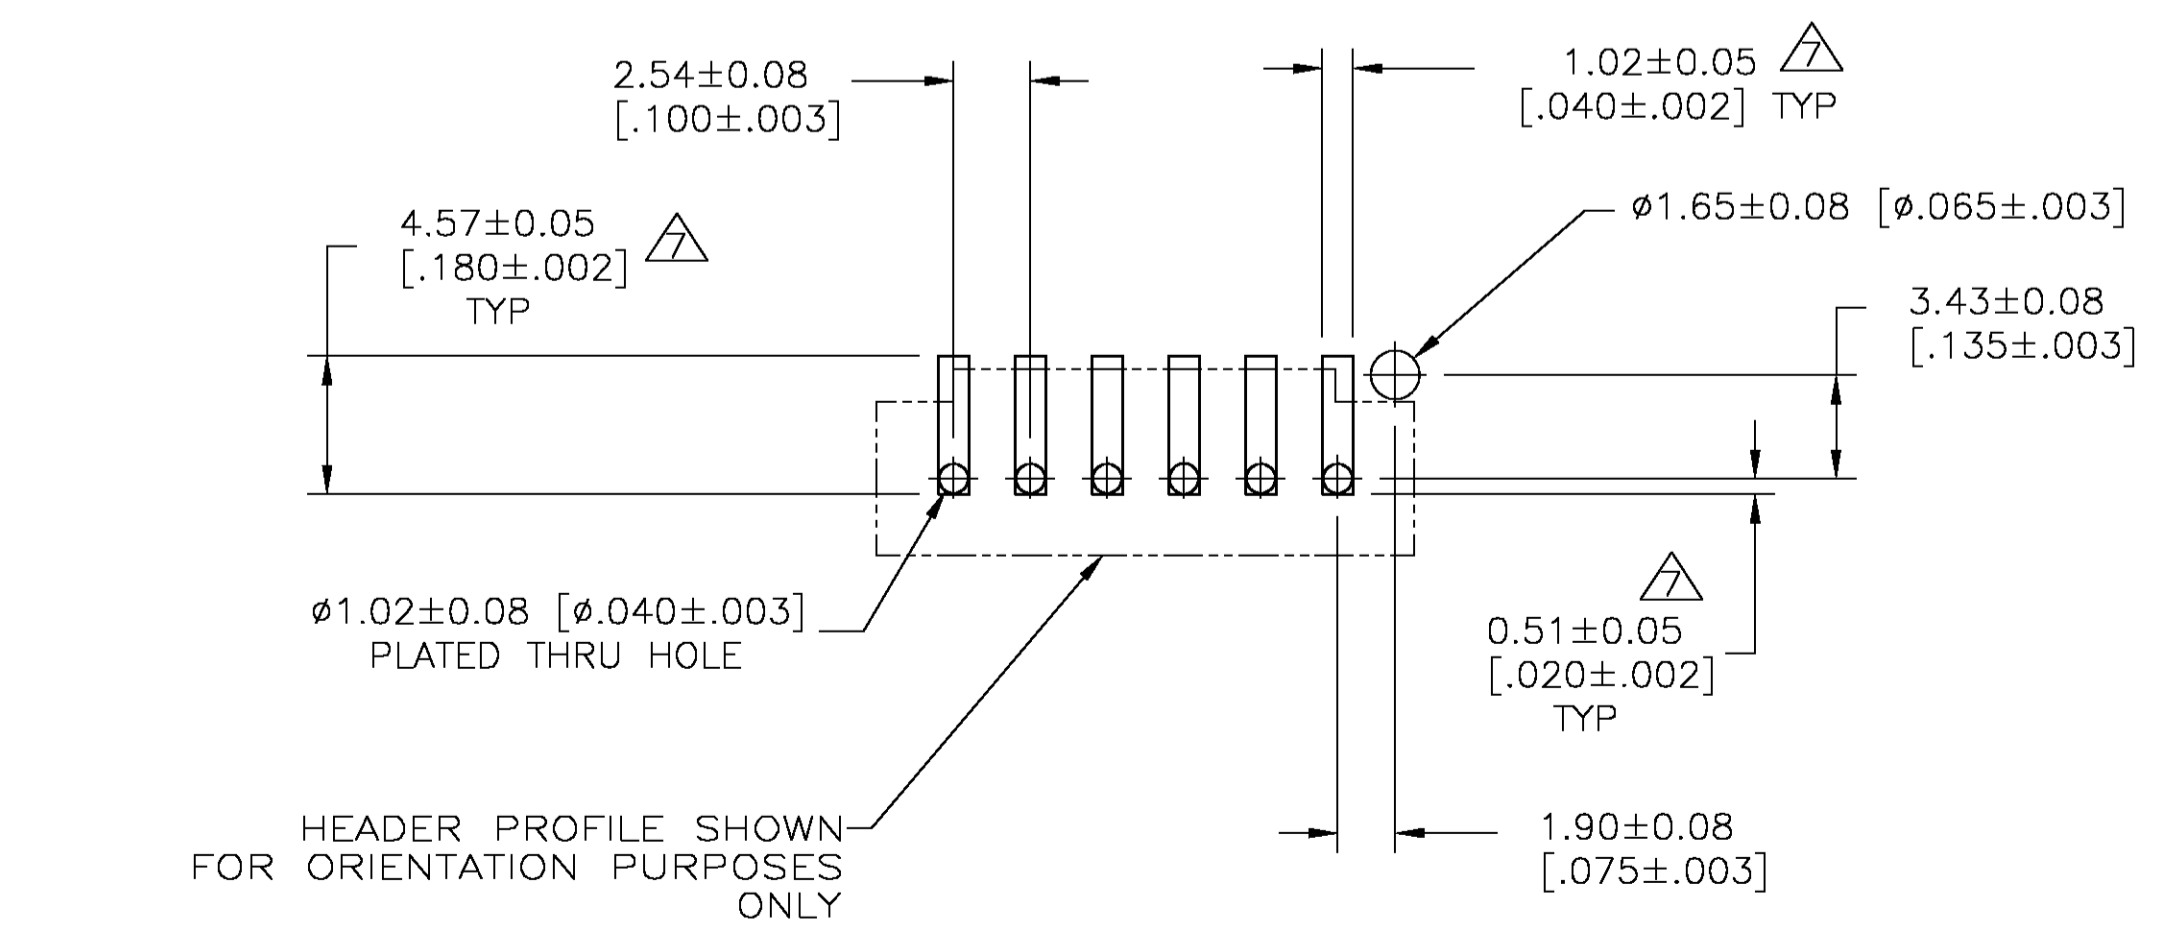 2.54±0.08
[.100±.003]
1.02±0.05 7
[.040±.002] TYP
4.57±0.05
[.180±.002] 7
TYP
ø1.65±0.08 [ø.065±.003]
3.43±0.08
[.135±.003]
ø1.02±0.08 [ø.040±.003]
PLATED THRU HOLE
7
0.51±0.05
[.020±.002]
TYP
HEADER PROFILE SHOWN
FOR ORIENTATION PURPOSES
ONLY
1.90±0.08
[.075±.003]